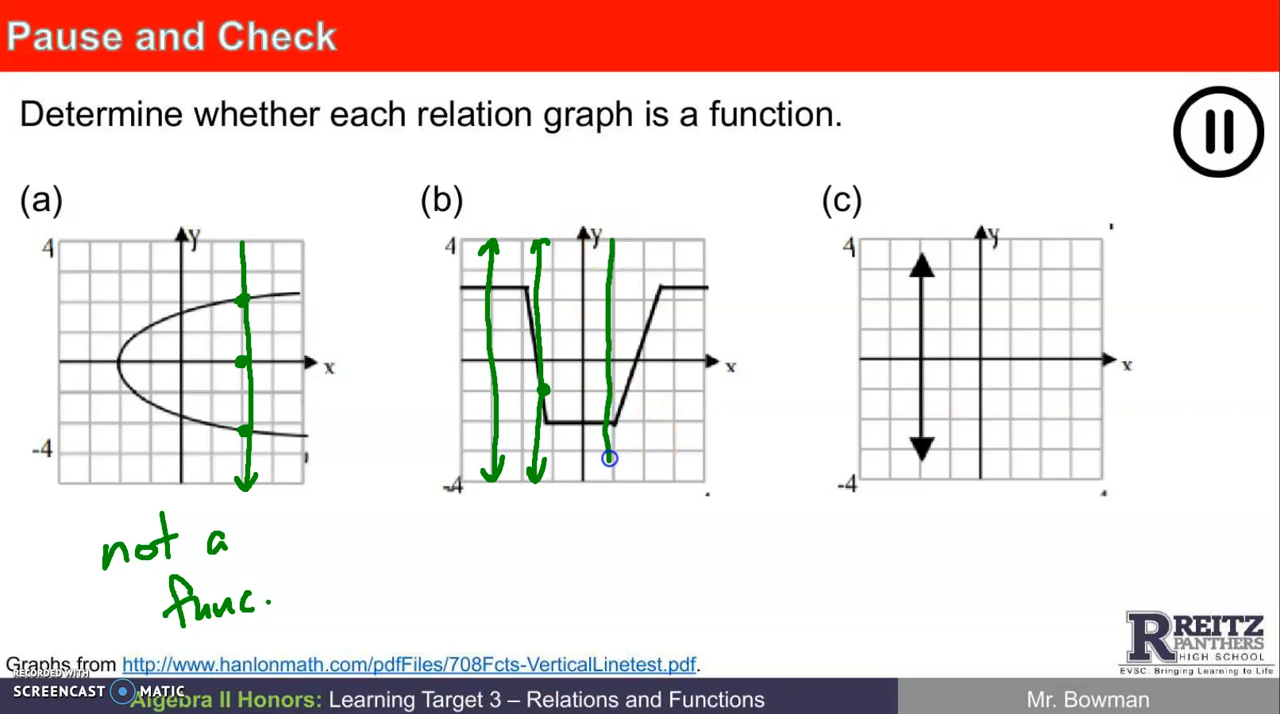 Pause and Check
Determine whether each relation graph is a function.
(a)
(b)
(c)
4
y
x
-4
4
y
x
-4
4
y
x
-4
not a
func.
Graphs from http://www.hanlonmath.com/pdfFiles/708Fcts-VerticalLinetest.pdf.
RECORDED WITH
SCREENCAST MATIC
Algebra II Honors: Learning Target 3 – Relations and Functions
Mr. Bowman
R REITZ
PANTHERS
HIGH SCHOOL
EVSC. Bringing Learning to Life